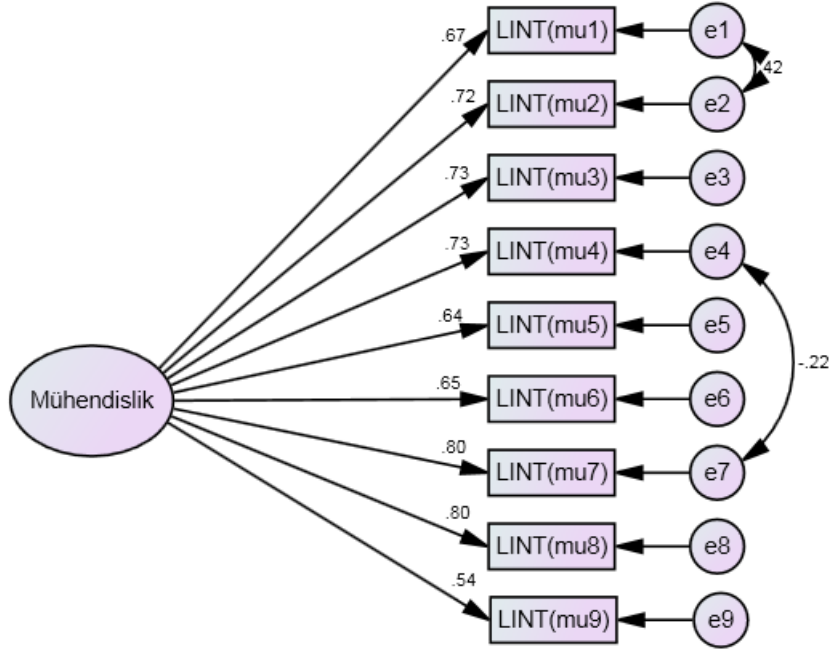 .67 LINT(mu1) e1
.42
.72 LINT(mu2) e2
.73 LINT(mu3) e3
.73 LINT(mu4) e4
.64 LINT(mu5) e5
-.22
Mühendislik .65 LINT(mu6) e6
.80 LINT(mu7) e7
.80 LINT(mu8) e8
.54 LINT(mu9) e9